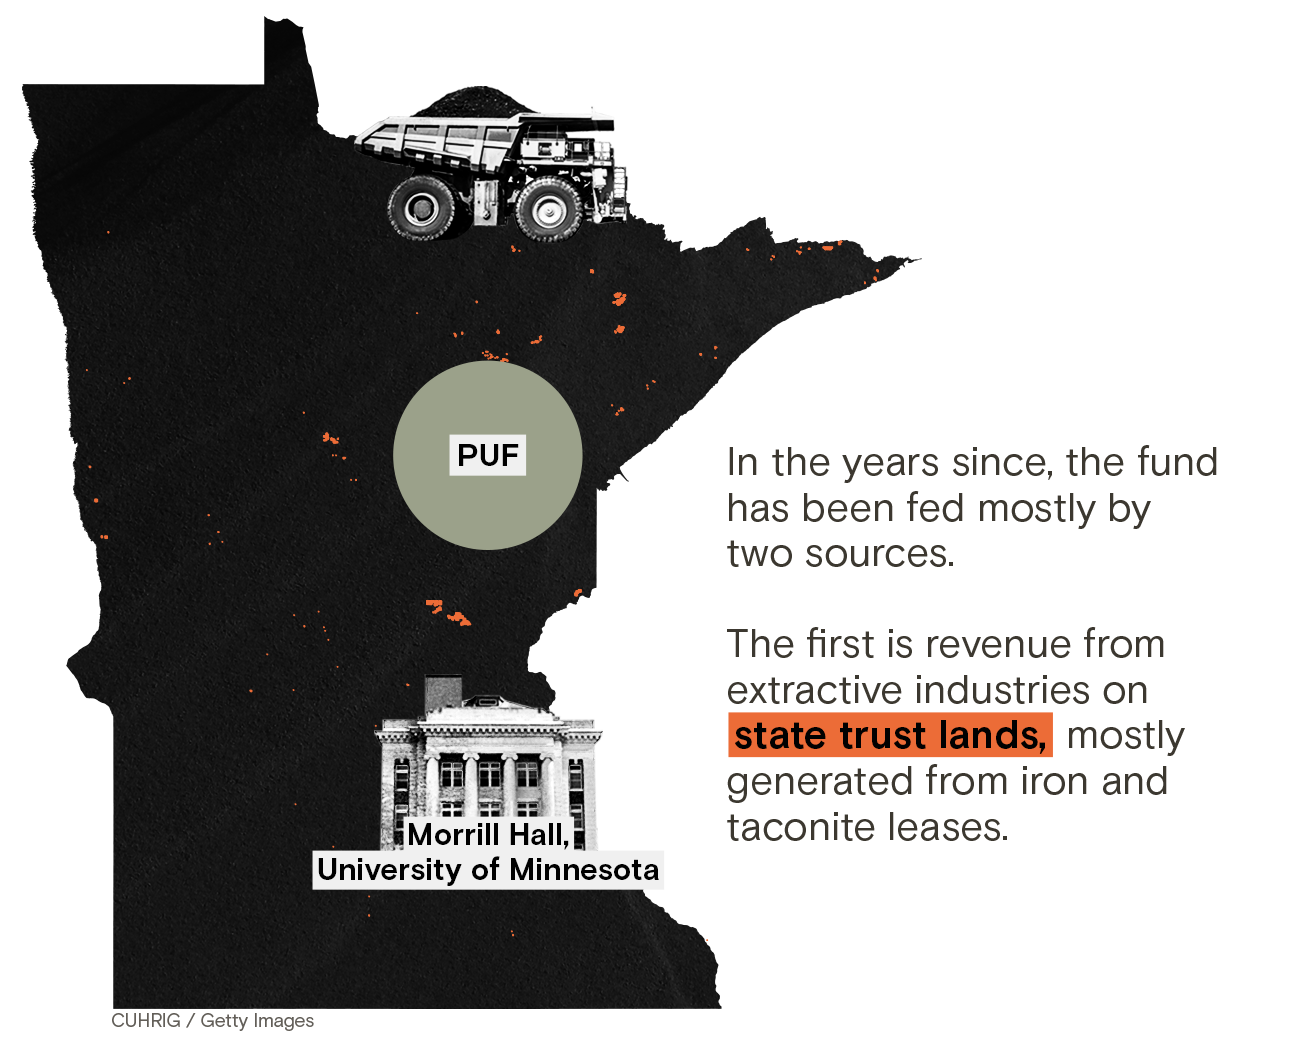 PUF
In the years since, the fund
has been fed mostly by
two sources.
The first is revenue from
extractive industries on
state trust lands, mostly
generated from iron and
taconite leases.
Morrill Hall,
University of Minnesota
CUHRIG / Getty Images